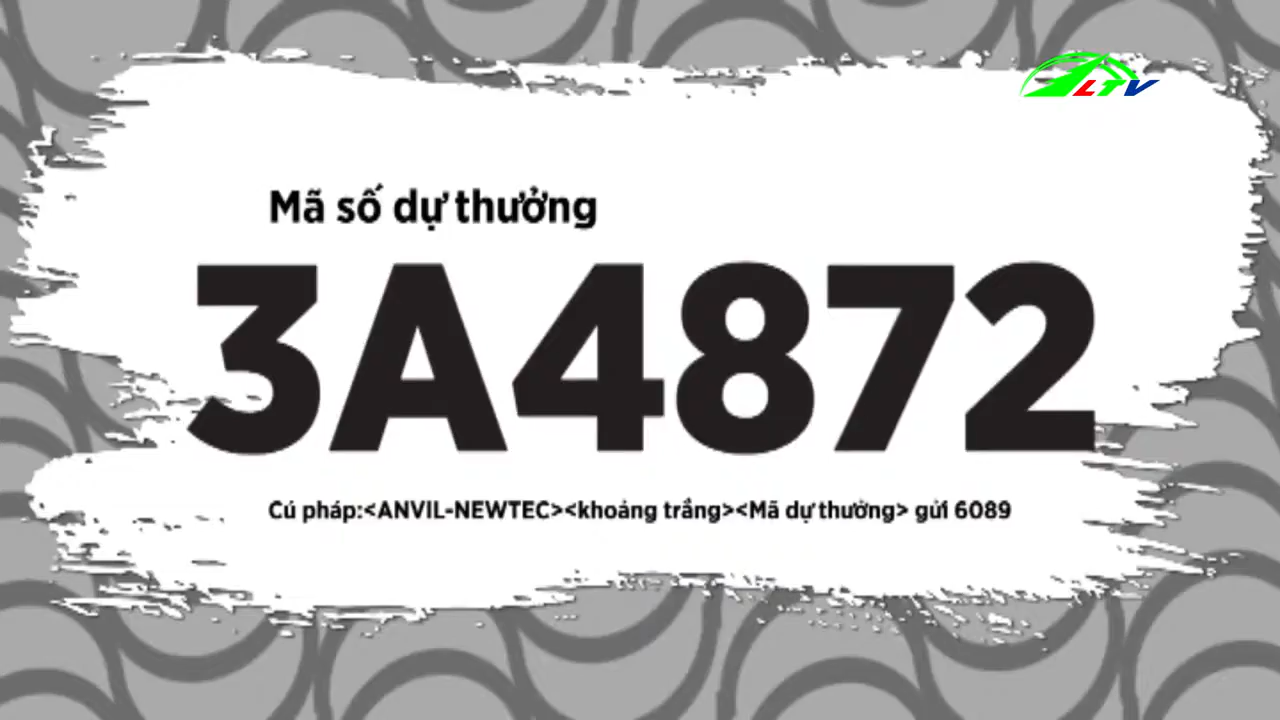 LTV
Mã số dự thưởng
3A4872
Cú pháp:<ANVIL-NEWTEC><khoảng trắng><Mã dự thưởng> gửi 6089